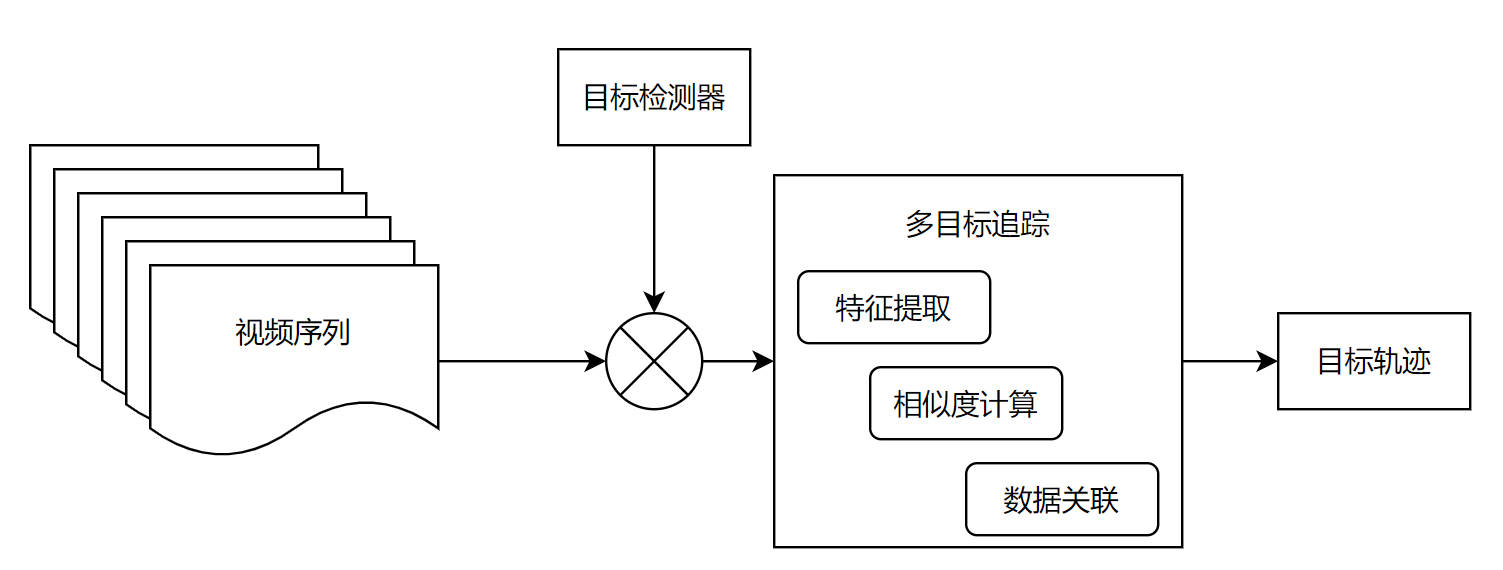 目标检测器
视频序列
多目标追踪
特征提取
相似度计算
数据关联
目标轨迹